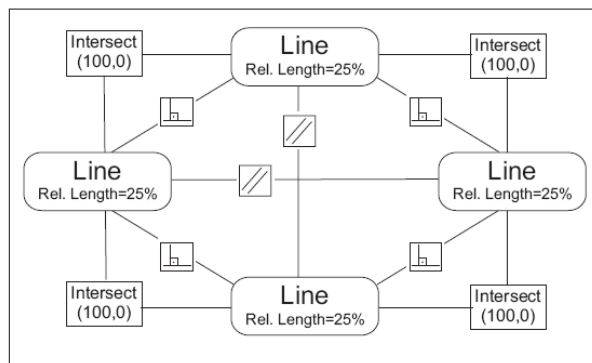 Intersect
(100,0)
Line
Rel. Length=25%
Intersect
(100,0)
Line
Rel. Length=25%
Line
Rel. Length=25%
Intersect
(100,0)
Line
Rel. Length=25%
Intersect
(100,0)